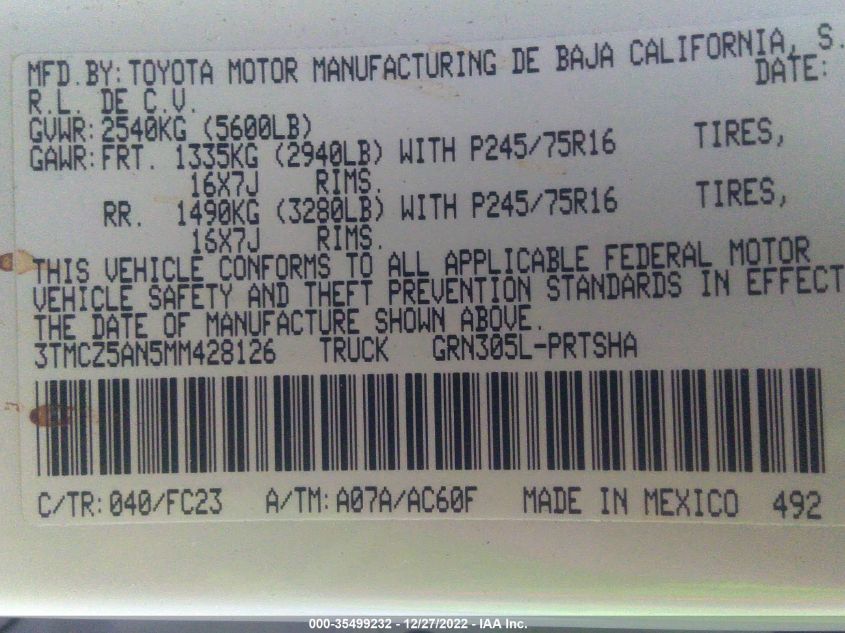 MFD.BY:TOYOTA MOTOR MANUFACTURING DE BAJA CALIFORNIA, S.
R.L. DE C.V. DATE:
GVWR:2540KG (5600LB)
GAWR:FRT. 1335KG (2940LB) WITH P245/75R16 TIRES,
16X7J RIMS.
RR. 1490KG (3280LB) WITH P245/75R16 TIRES,
16X7J RIMS.
THIS VEHICLE CONFORMS TO ALL APPLICABLE FEDERAL MOTOR
VEHICLE SAFETY AND THEFT PREVENTION STANDARDS IN EFFECT
THE DATE OF MANUFACTURE SHOWN ABOVE.
3TMCZ5AN5MM428126 TRUCK GRN305L-PRTSHA
C/TR:040/FC23 A/TM:A07A/AC60F MADE IN MEXICO 492
000-35499232 - 12/27/2022 - IAA Inc.